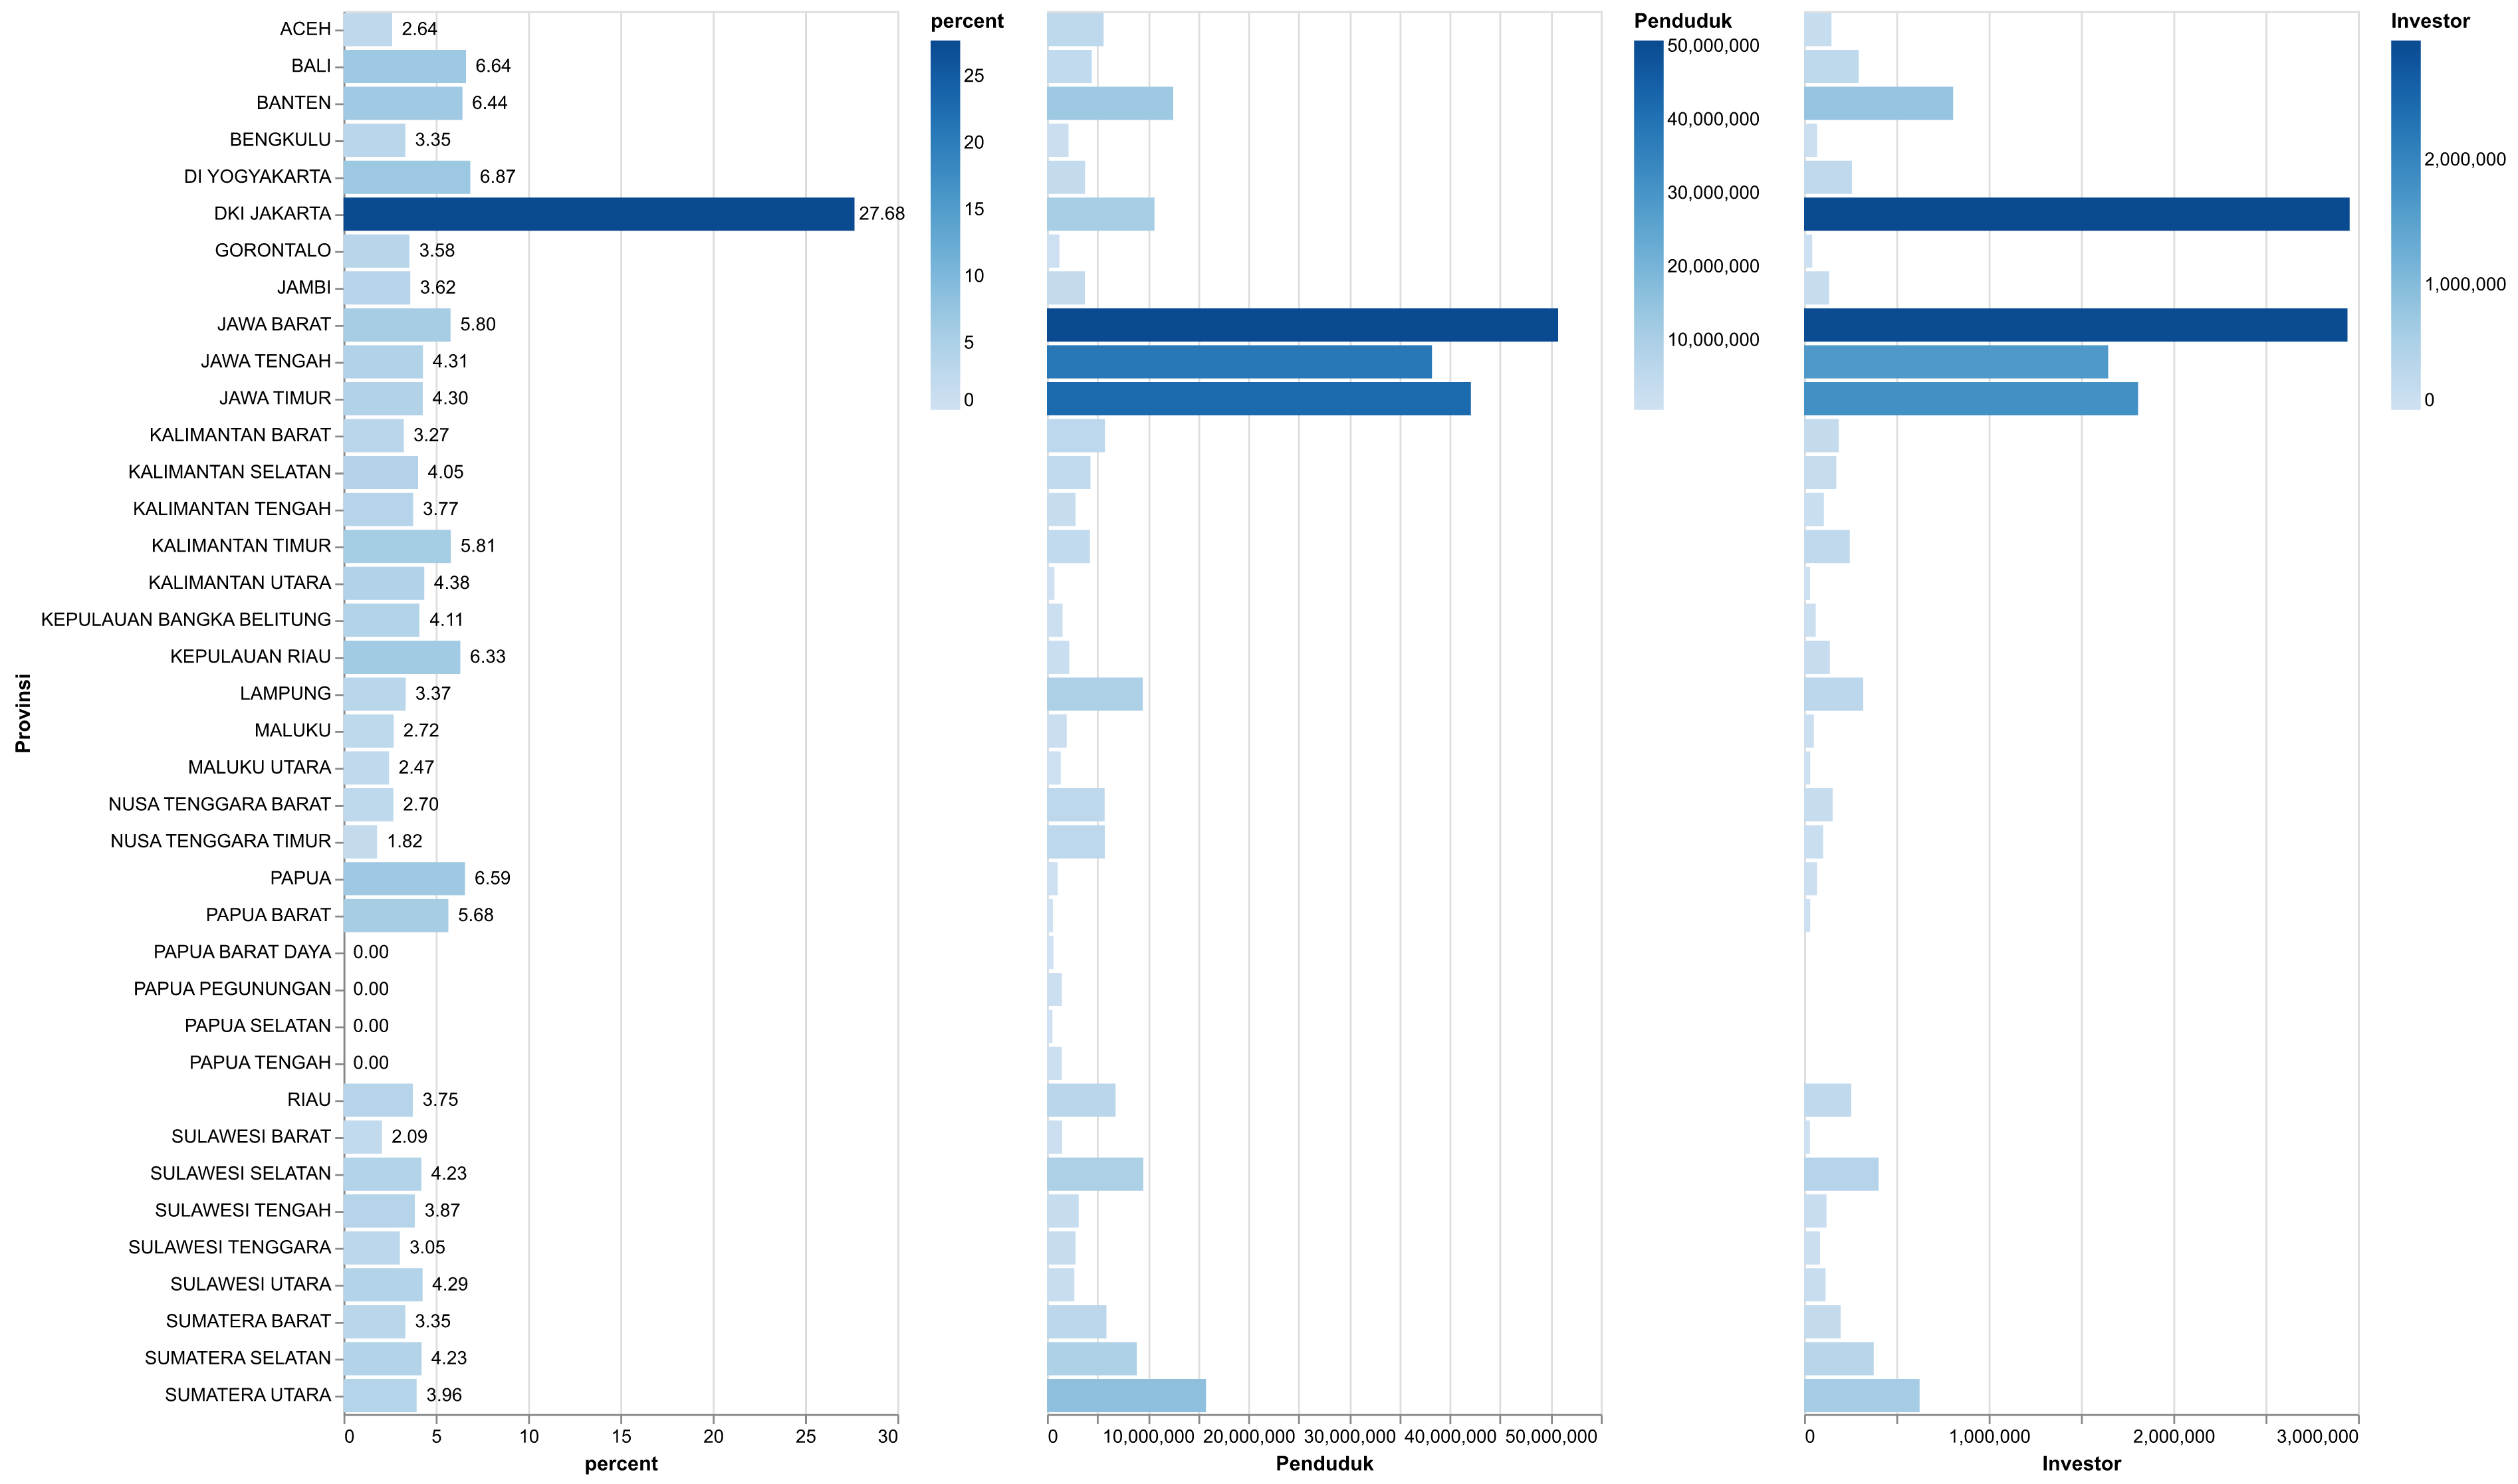 Provinsi
ACEH 2.64
BALI 6.64
BANTEN 6.44
BENGKULU 3.35
DI YOGYAKARTA 6.87
DKI JAKARTA 27.68
GORONTALO 3.58
JAMBI 3.62
JAWA BARAT 5.80
JAWA TENGAH 4.31
JAWA TIMUR 4.30
KALIMANTAN BARAT 3.27
KALIMANTAN SELATAN 4.05
KALIMANTAN TENGAH 3.77
KALIMANTAN TIMUR 5.81
KALIMANTAN UTARA 4.38
KEPULAUAN BANGKA BELITUNG 4.11
KEPULAUAN RIAU 6.33
LAMPUNG 3.37
MALUKU 2.72
MALUKU UTARA 2.47
NUSA TENGGARA BARAT 2.70
NUSA TENGGARA TIMUR 1.82
PAPUA 6.59
PAPUA BARAT 5.68
PAPUA BARAT DAYA 0.00
PAPUA PEGUNUNGAN 0.00
PAPUA SELATAN 0.00
PAPUA TENGAH 0.00
RIAU 3.75
SULAWESI BARAT 2.09
SULAWESI SELATAN 4.23
SULAWESI TENGAH 3.87
SULAWESI TENGGARA 3.05
SULAWESI UTARA 4.29
SUMATERA BARAT 3.35
SUMATERA SELATAN 4.23
SUMATERA UTARA 3.96
0 5 10 15 20 25 30
percent
percent
25
20
15
10
5
0
0 10,000,000 20,000,000 30,000,000 40,000,000 50,000,000
Penduduk
Penduduk
50,000,000
40,000,000
30,000,000
20,000,000
10,000,000
0 1,000,000 2,000,000 3,000,000
Investor
Investor
2,000,000
1,000,000
0